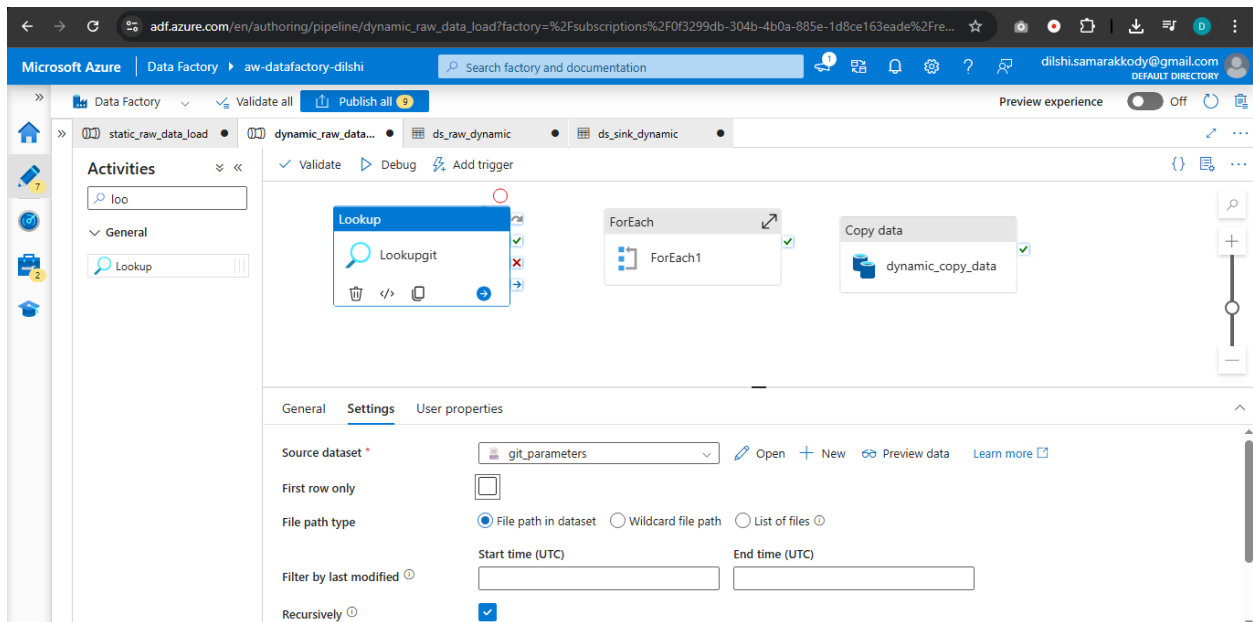 adf.azure.com/en/authoring/pipeline/dynamic_raw_data_load?factory=%2Fsubscriptions%2F0f3299db-304b-4b0a-885e-1d8ce163eade%2Fre...
D
Microsoft Azure Data Factory aw-datafactory-dilshi Search factory and documentation 1 dilshi.samarakkody@gmail.com
DEFAULT DIRECTORY
Data Factory Validate all Publish all 9 Preview experience Off
static_raw_data_load dynamic_raw_data... ds_raw_dynamic ds_sink_dynamic
Activities Validate Debug Add trigger
7
loo
General
Lookup
2
Lookup
Lookupgit
ForEach
ForEach1
Copy data
dynamic_copy_data
General Settings User properties
Source dataset * git_parameters Open New Preview data Learn more
First row only
File path type File path in dataset Wildcard file path List of files
Start time (UTC) End time (UTC)
Filter by last modified
Recursively